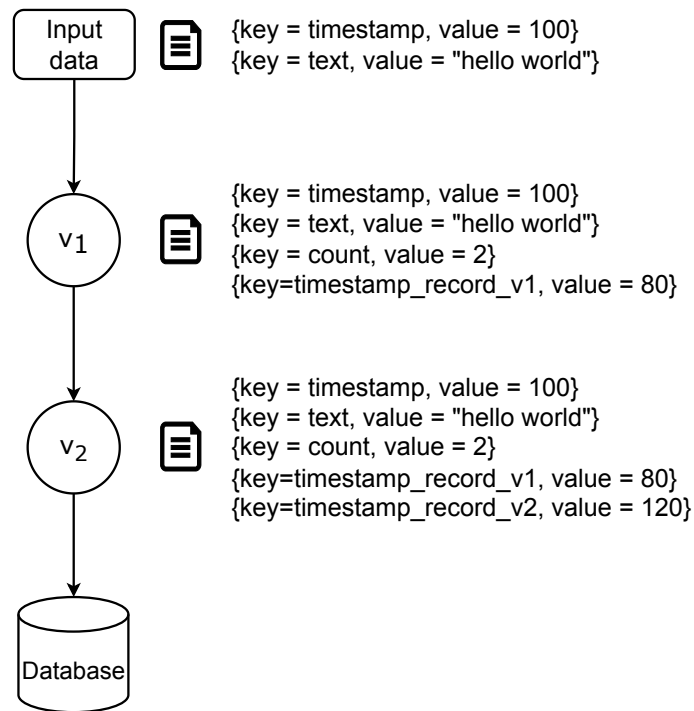 Input
data
{key = timestamp, value = 100}
{key = text, value = "hello world"}
v1
{key = timestamp, value = 100}
{key = text, value = "hello world"}
{key = count, value = 2}
{key=timestamp_record_v1, value = 80}
v2
{key = timestamp, value = 100}
{key = text, value = "hello world"}
{key = count, value = 2}
{key=timestamp_record_v1, value = 80}
{key=timestamp_record_v2, value = 120}
Database